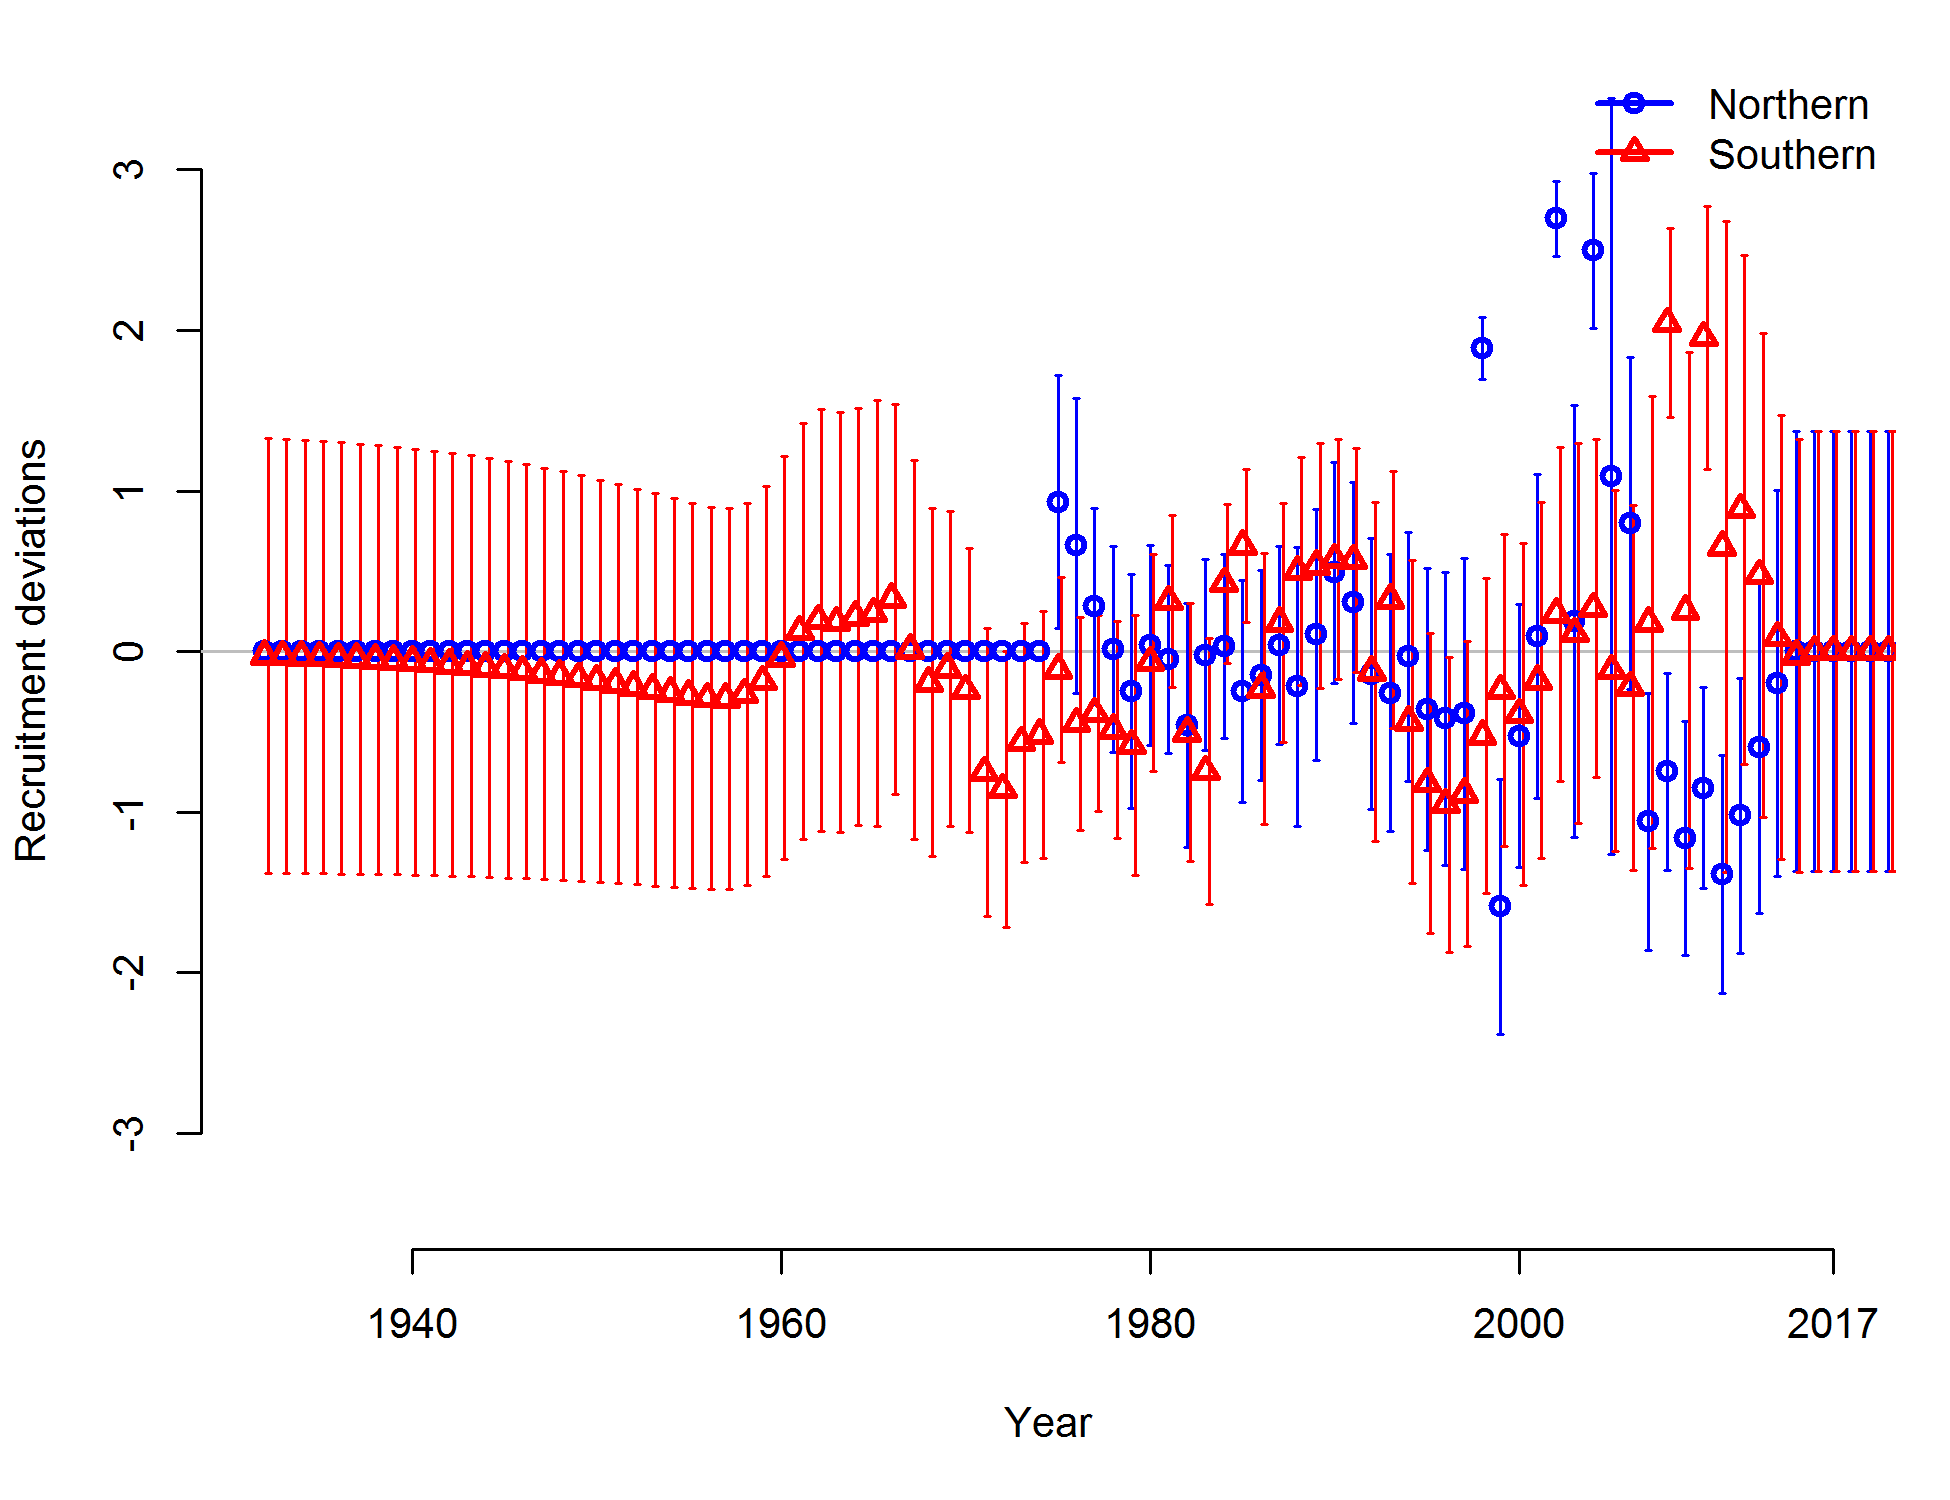 Northern
Southern
3
2
1
0
-1
-2
-3
Recruitment deviations
1940 1960 1980 2000 2017
Year